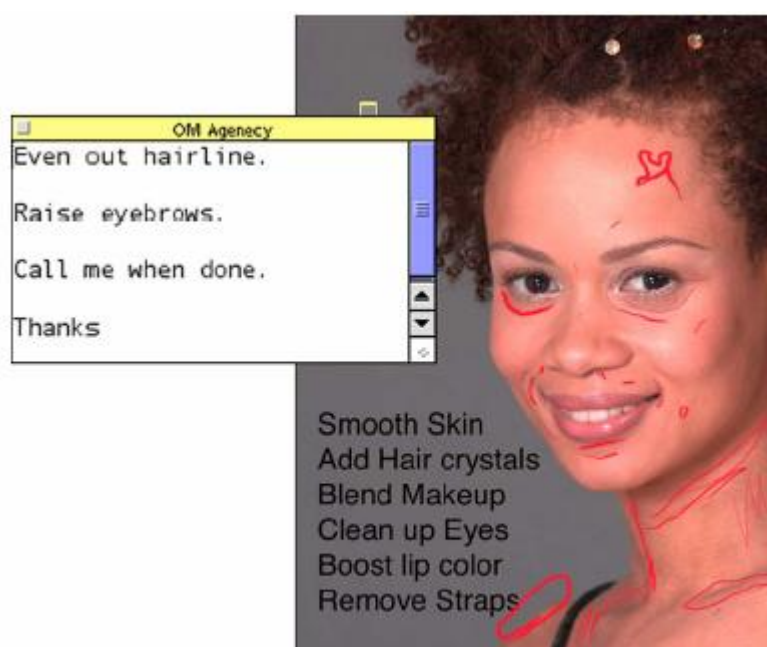 OM Agenecy
Even out hairline.
Raise eyebrows.
Call me when done.
Thanks
Smooth Skin
Add Hair crystals
Blend Makeup
Clean up Eyes
Boost lip color
Remove Straps